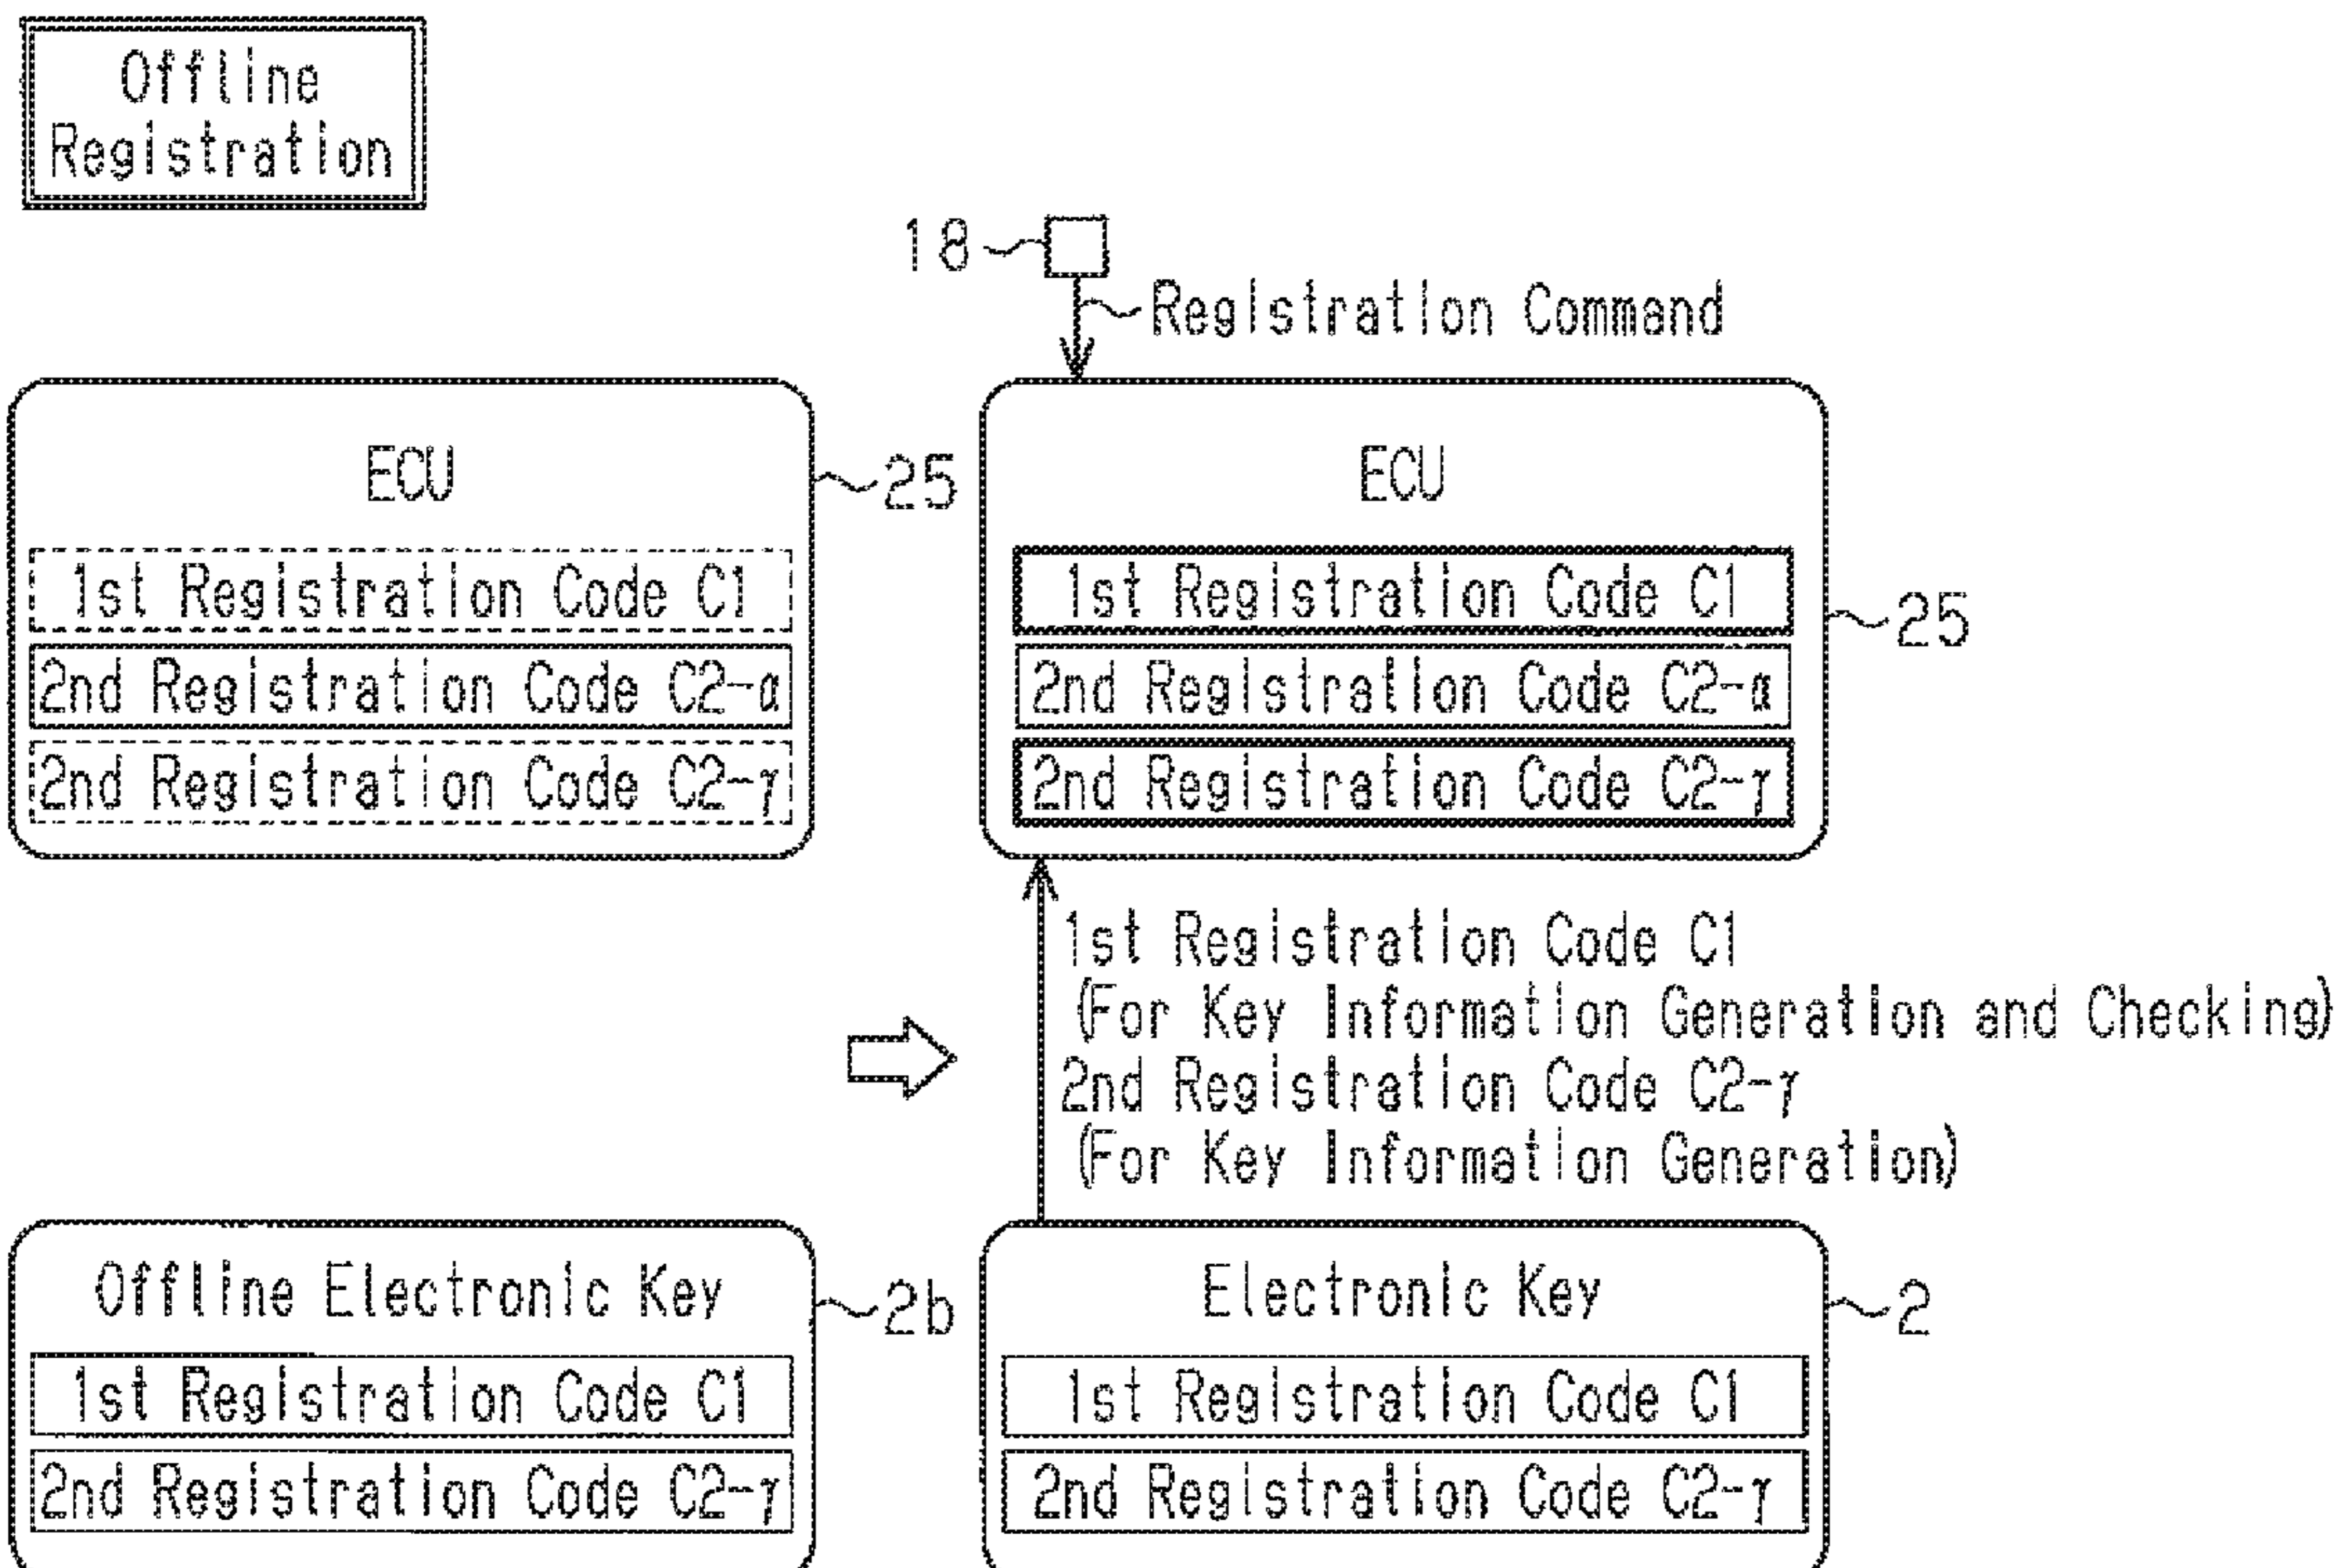 Offline
Registration
18
Registration Command
ECU
25
1st Registration Code C1
2nd Registration Code C2-α
2nd Registration Code C2-γ
ECU
25
1st Registration Code C1
2nd Registration Code C2-α
2nd Registration Code C2-γ
1st Registration Code C1
(For Key Information Generation and Checking)
2nd Registration Code C2-γ
(For Key Information Generation)
Offline Electronic Key
2b
1st Registration Code C1
2nd Registration Code C2-γ
Electronic Key
2
1st Registration Code C1
2nd Registration Code C2-γ